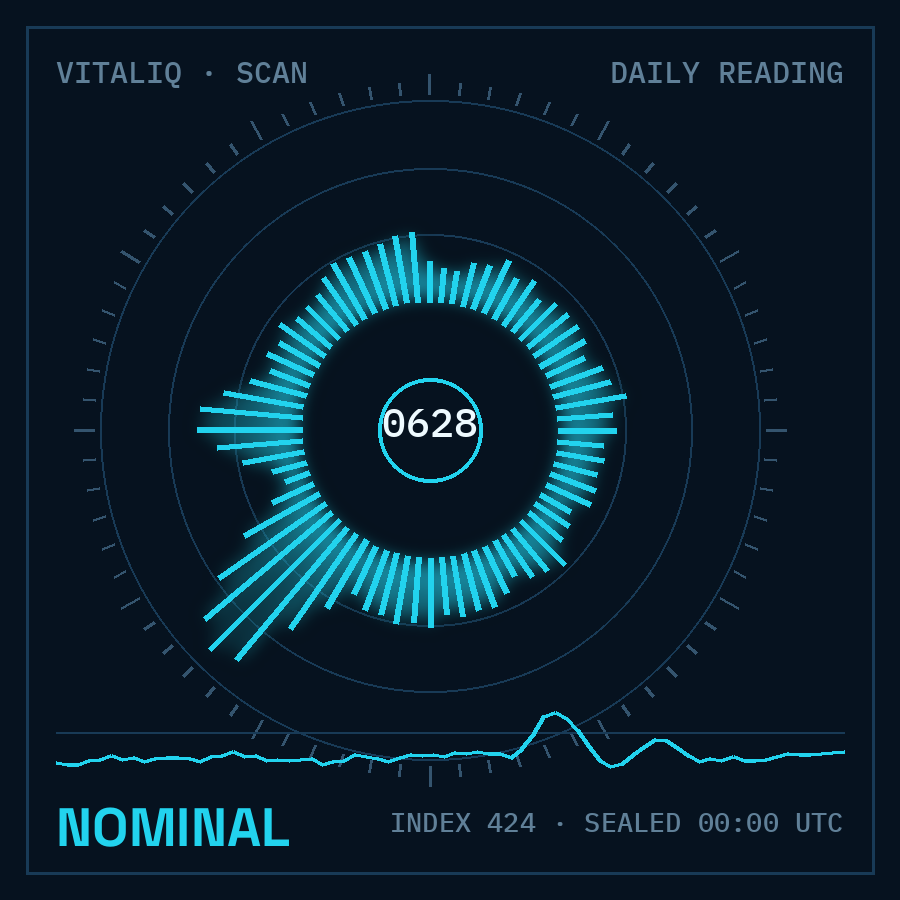 VITALIQ · SCAN
DAILY READING
0628
NOMINAL
INDEX 424 · SEALED 00:00 UTC